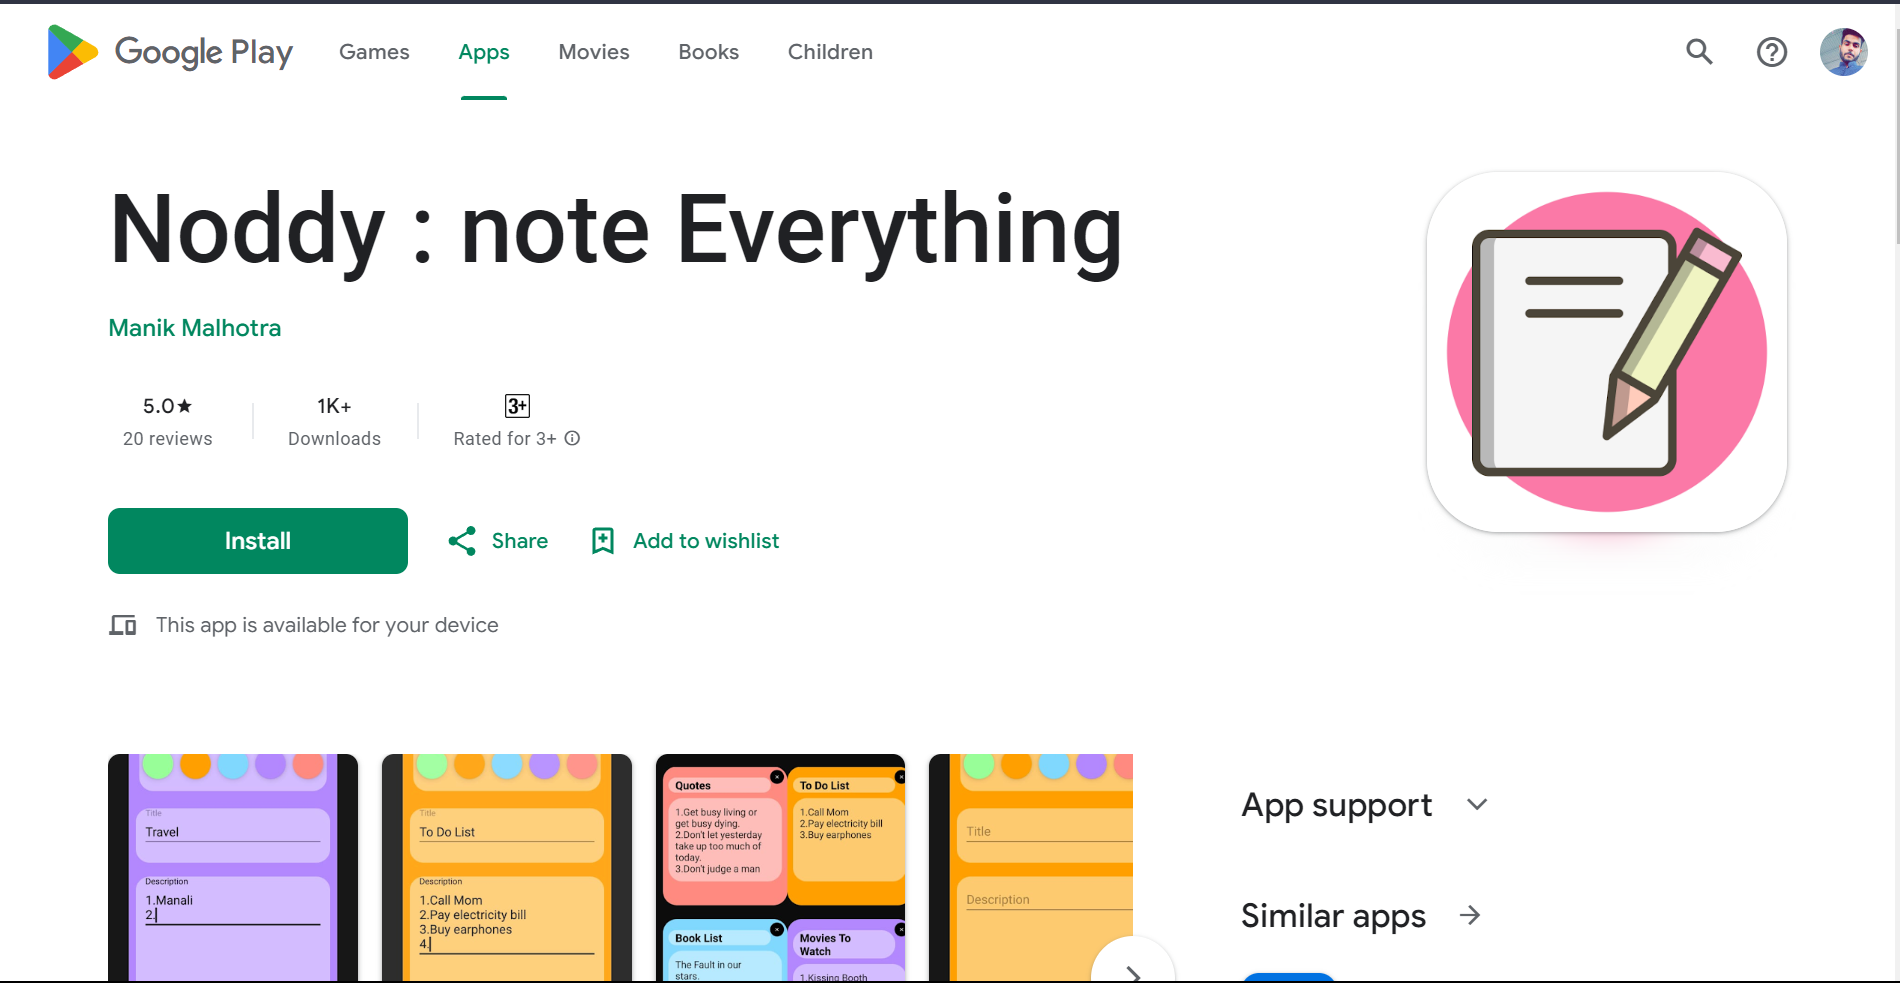 Google Play
Games
Apps
Movies
Books
Children
Noddy : note Everything
Manik Malhotra
5.0★
20 reviews
1K+
Downloads
3+
Rated for 3+
Install
Share
Add to wishlist
This app is available for your device
Title
Travel
Description
1.Manali
2.
Title
To Do List
Description
1.Call Mom
2.Pay electricity bill
3.Buy earphones
4.
Quotes
1.Get busy living or
get busy dying.
2.Don't let yesterday
take up too much of
today.
3.Don't judge a man
To Do List
1.Call Mom
2.Pay electricity bill
3.Buy earphones
Book List
The Fault in our
stars.
Movies To
Watch
1.Kissing Booth
Title
Description
App support
Similar apps